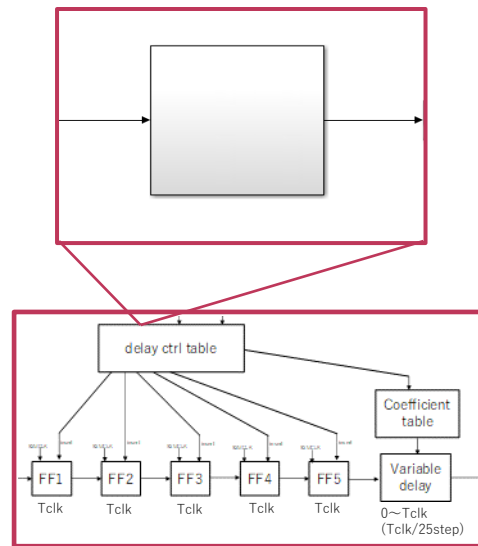 delay ctrl table
Coefficient
table
FF1
FF2
FF3
FF4
FF5
Variable
delay
Tclk
Tclk
Tclk
Tclk
Tclk
0～Tclk
(Tclk/25step)